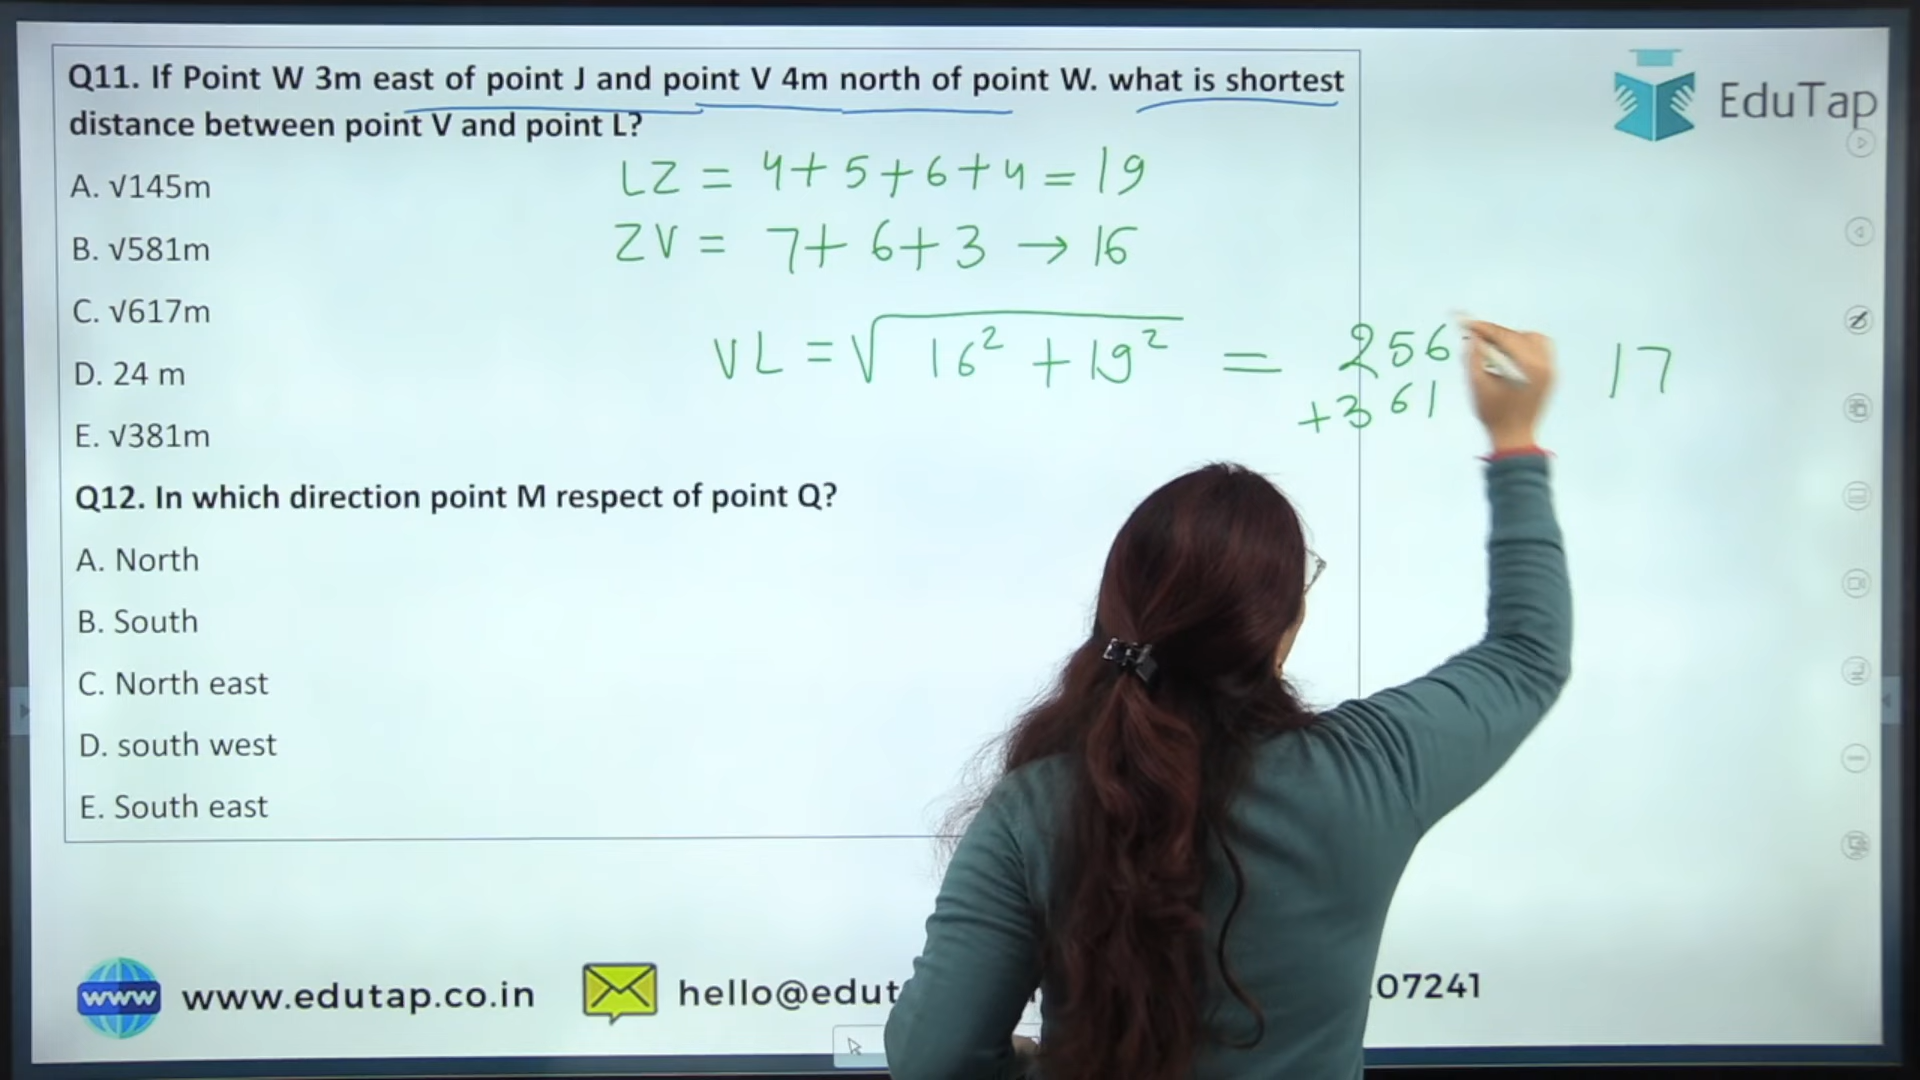 Q11. If Point W 3m east of point J and point V 4m north of point W. what is shortest
distance between point V and point L?
EduTap
A. √145m
B. √581m
C. √617m
D. 24 m
E. √381m
LZ = 4+5+6+4 = 19
ZV = 7+6+3 → 16
VL = √16² + 19² = 256
+361
17
Q12. In which direction point M respect of point Q?
A. North
B. South
C. North east
D. south west
E. South east
www
www.edutap.co.in
07241